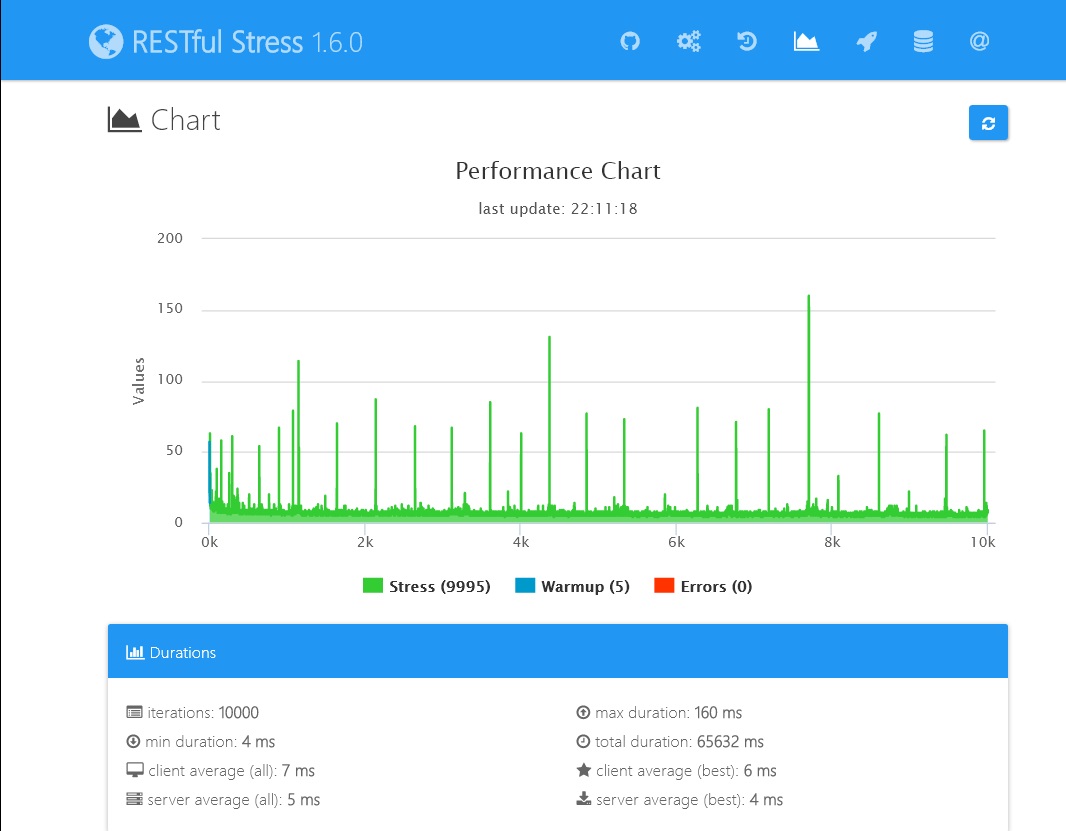 RESTful Stress 1.6.0
Chart
Performance Chart
last update: 22:11:18
Values
200
150
100
50
0
0k 2k 4k 6k 8k 10k
Stress (9995) Warmup (5) Errors (0)
Durations
iterations: 10000
max duration: 160 ms
min duration: 4 ms
total duration: 65632 ms
client average (all): 7 ms
client average (best): 6 ms
server average (all): 5 ms
server average (best): 4 ms